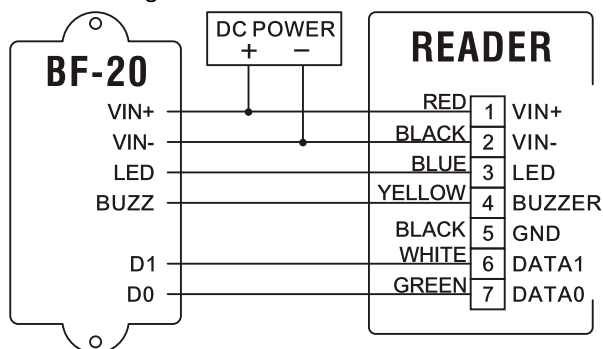 DC POWER
+ −
BF-20
READER
VIN+ RED 1 VIN+
VIN- BLACK 2 VIN-
LED BLUE 3 LED
BUZZ YELLOW 4 BUZZER
BLACK 5 GND
D1 WHITE 6 DATA1
D0 GREEN 7 DATA0